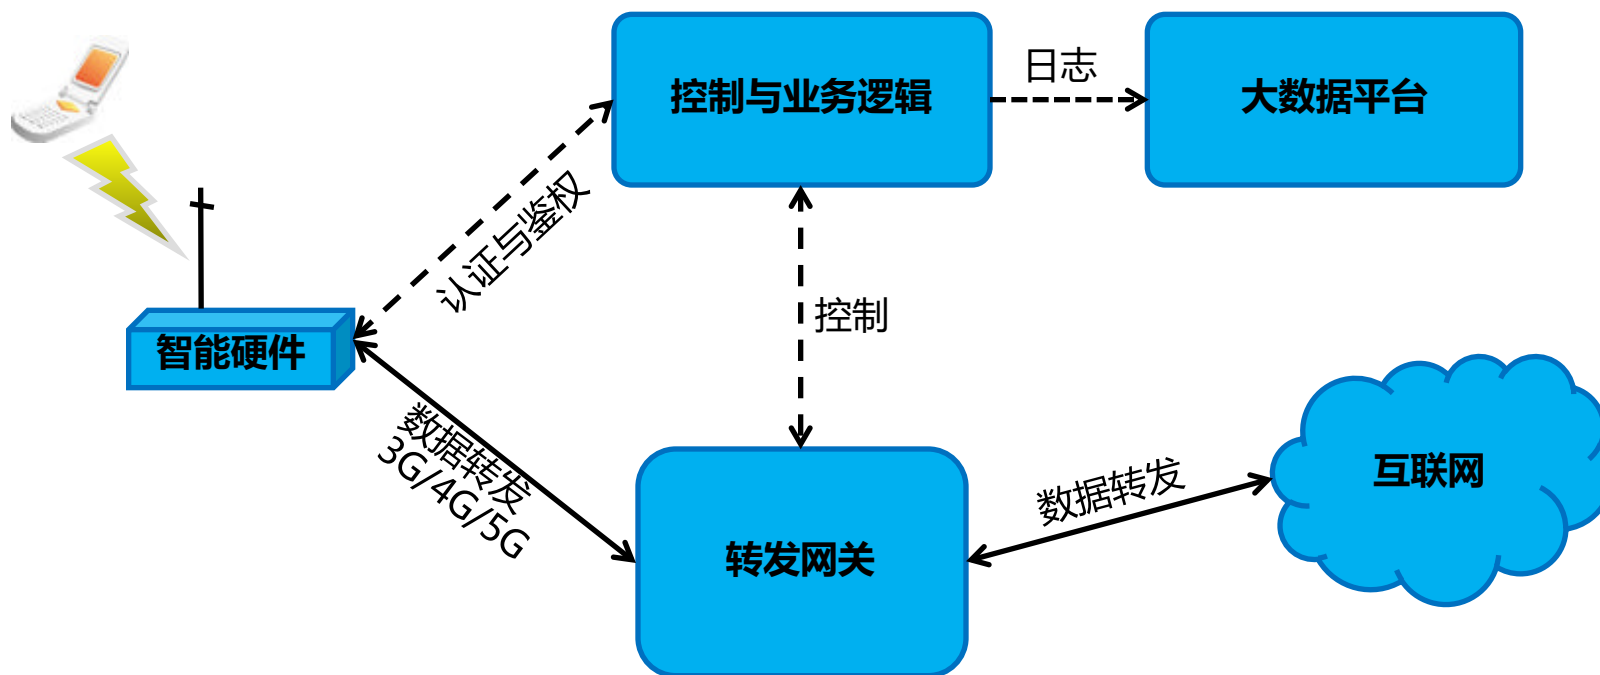 控制与业务逻辑
日志
大数据平台
认证与鉴权
控制
智能硬件
数据转发
3G/4G/5G
转发网关
数据转发
互联网